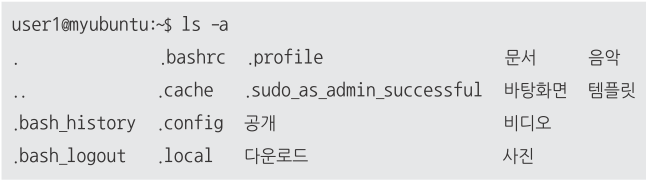 user1@myubuntu:~$ ls -a
. .bashrc .profile 문서 음악
.. .cache .sudo_as_admin_successful 바탕화면 템플릿
.bash_history .config 공개 비디오
.bash_logout .local 다운로드 사진